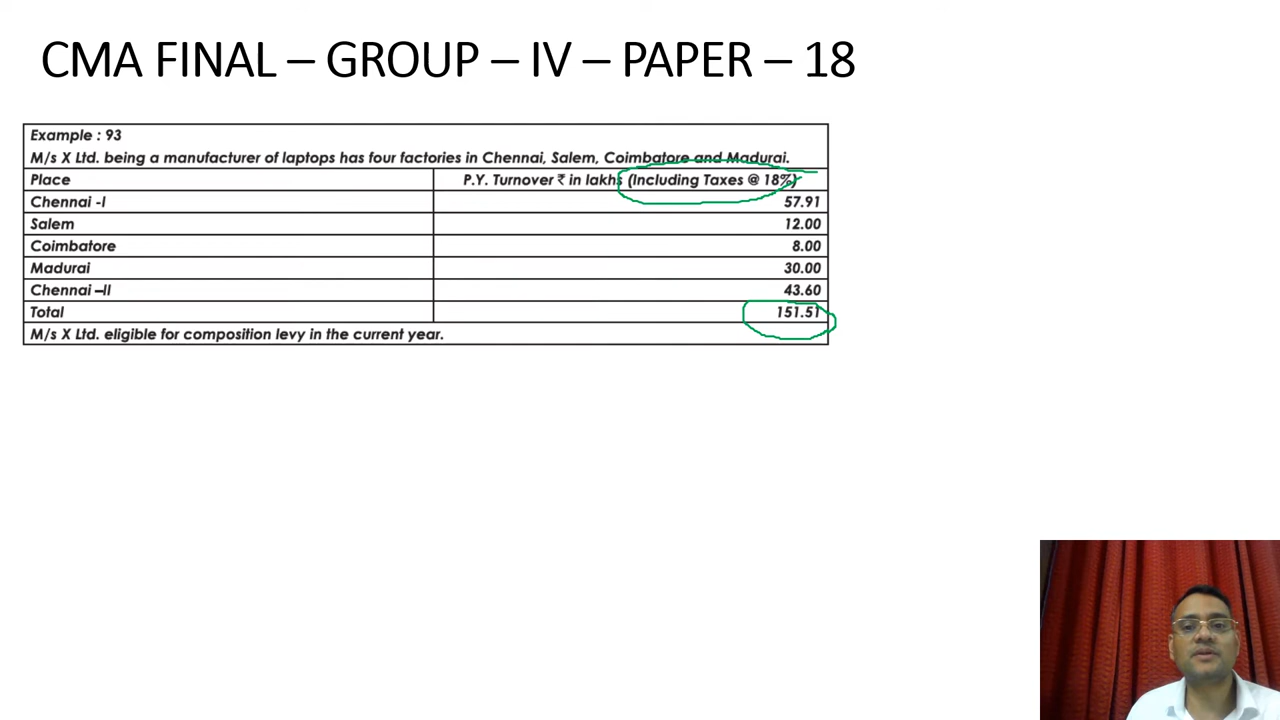 CMA FINAL – GROUP – IV – PAPER – 18
Example : 93
M/s X Ltd. being a manufacturer of laptops has four factories in Chennai, Salem, Coimbatore and Madurai.
Place P.Y. Turnover ₹ in lakhs (Including Taxes @ 18%)
Chennai -I 57.91
Salem 12.00
Coimbatore 8.00
Madurai 30.00
Chennai –II 43.60
Total 151.51
M/s X Ltd. eligible for composition levy in the current year.